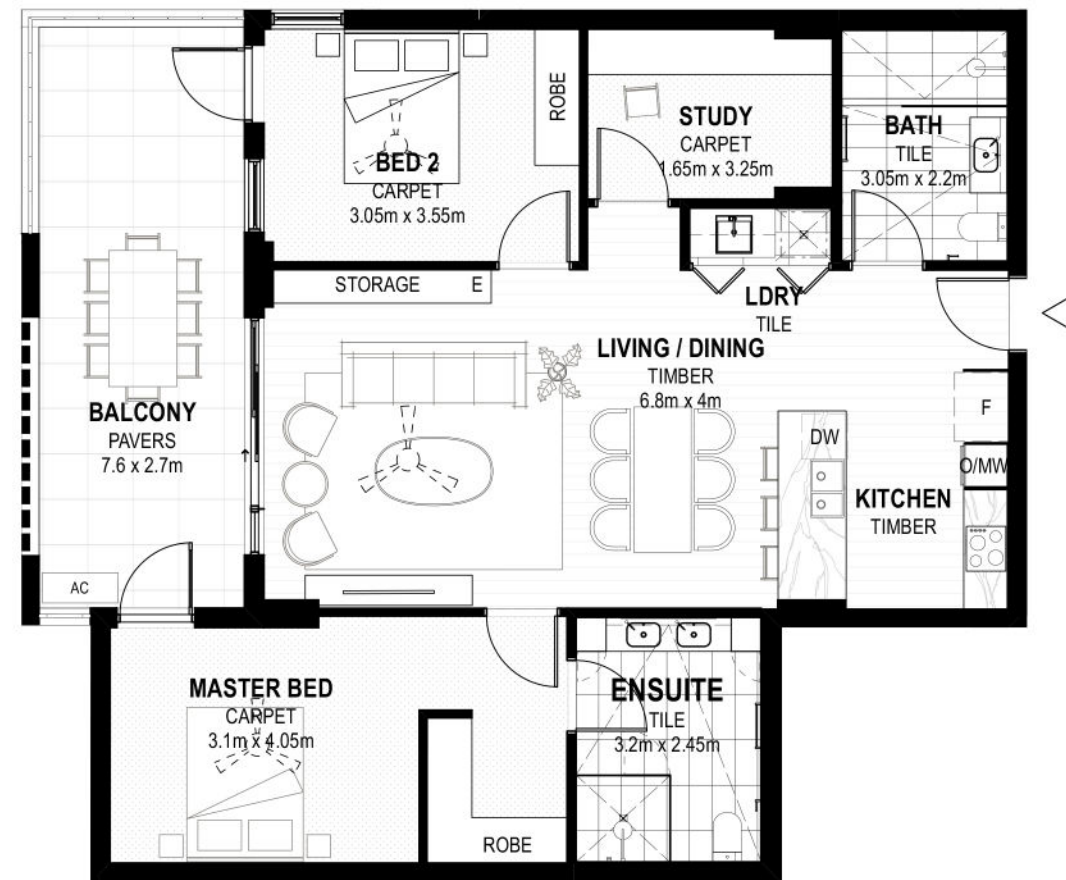 BED 2
CARPET
3.05m x 3.55m
ROBE
STUDY
CARPET
1.65m x 3.25m
BATH
TILE
3.05m x 2.2m
STORAGE E
LDRY
TILE
LIVING / DINING
TIMBER
6.8m x 4m
BALCONY
PAVERS
7.6 x 2.7m
F
DW
O/MW
KITCHEN
TIMBER
AC
MASTER BED
CARPET
3.1m x 4.05m
ENSUITE
TILE
3.2m x 2.45m
ROBE